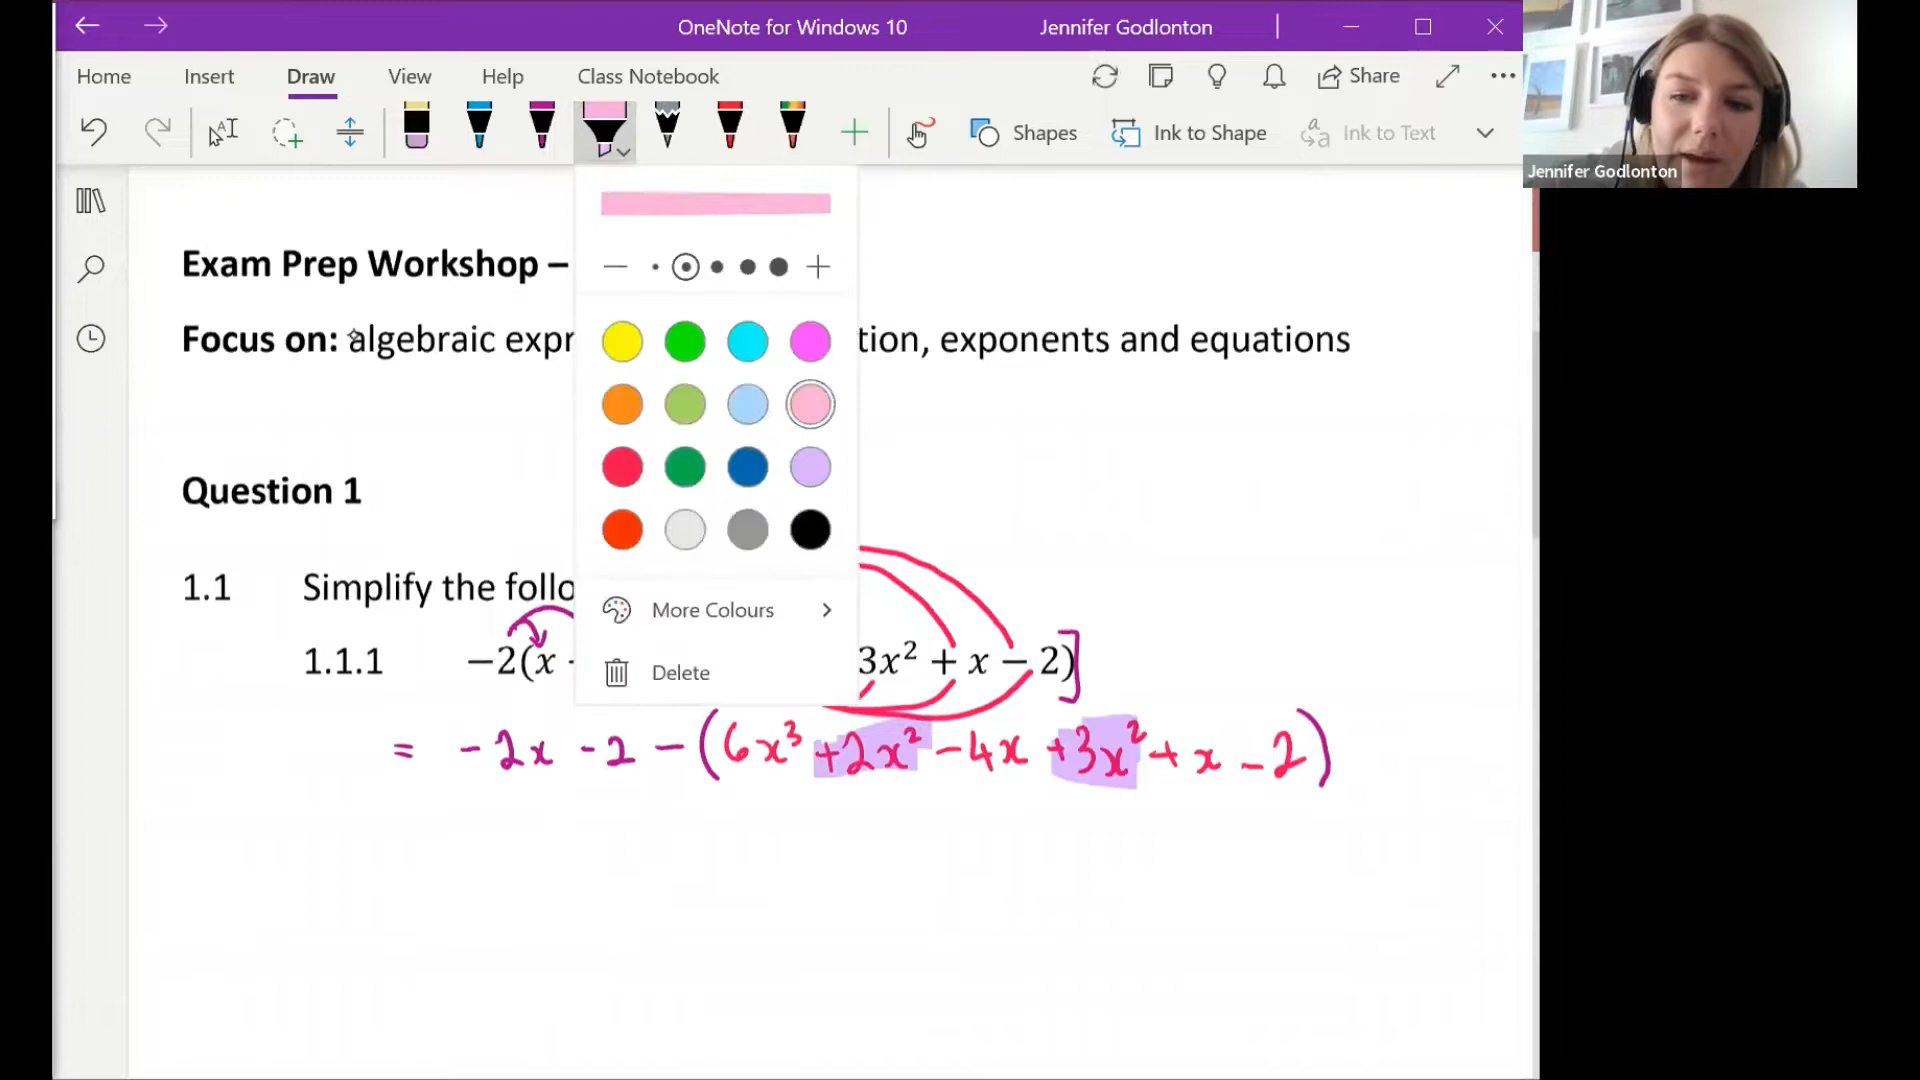 OneNote for Windows 10 Jennifer Godlonton
Home Insert Draw View Help Class Notebook Share
Shapes Ink to Shape Ink to Text
Jennifer Godlonton
Exam Prep Workshop –
Focus on: algebraic expr tion, exponents and equations
Question 1
1.1 Simplify the follo
More Colours
1.1.1 −2(x - 3x² + x − 2)]
Delete
= -2x -2 -(6x³ +2x² -4x +3x² + x -2)